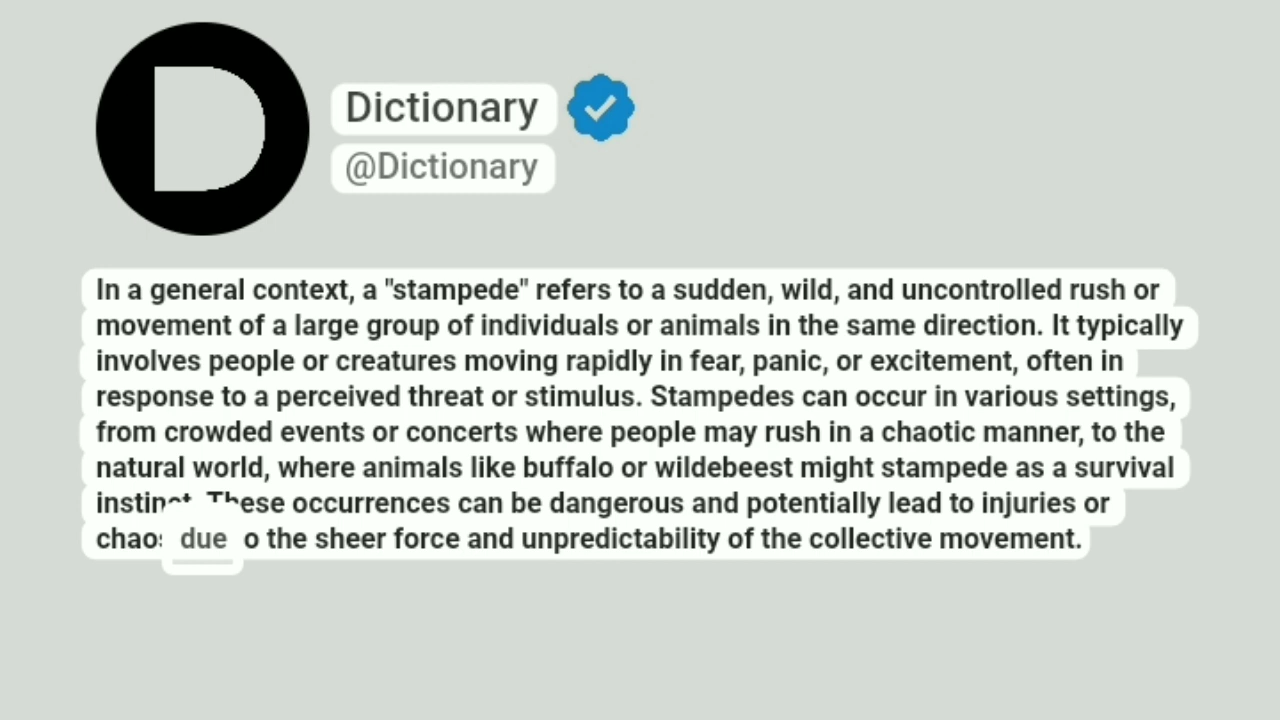 D
Dictionary
@Dictionary
In a general context, a "stampede" refers to a sudden, wild, and uncontrolled rush or
movement of a large group of individuals or animals in the same direction. It typically
involves people or creatures moving rapidly in fear, panic, or excitement, often in
response to a perceived threat or stimulus. Stampedes can occur in various settings,
from crowded events or concerts where people may rush in a chaotic manner, to the
natural world, where animals like buffalo or wildebeest might stampede as a survival
instinct. These occurrences can be dangerous and potentially lead to injuries or
chaos due to the sheer force and unpredictability of the collective movement.